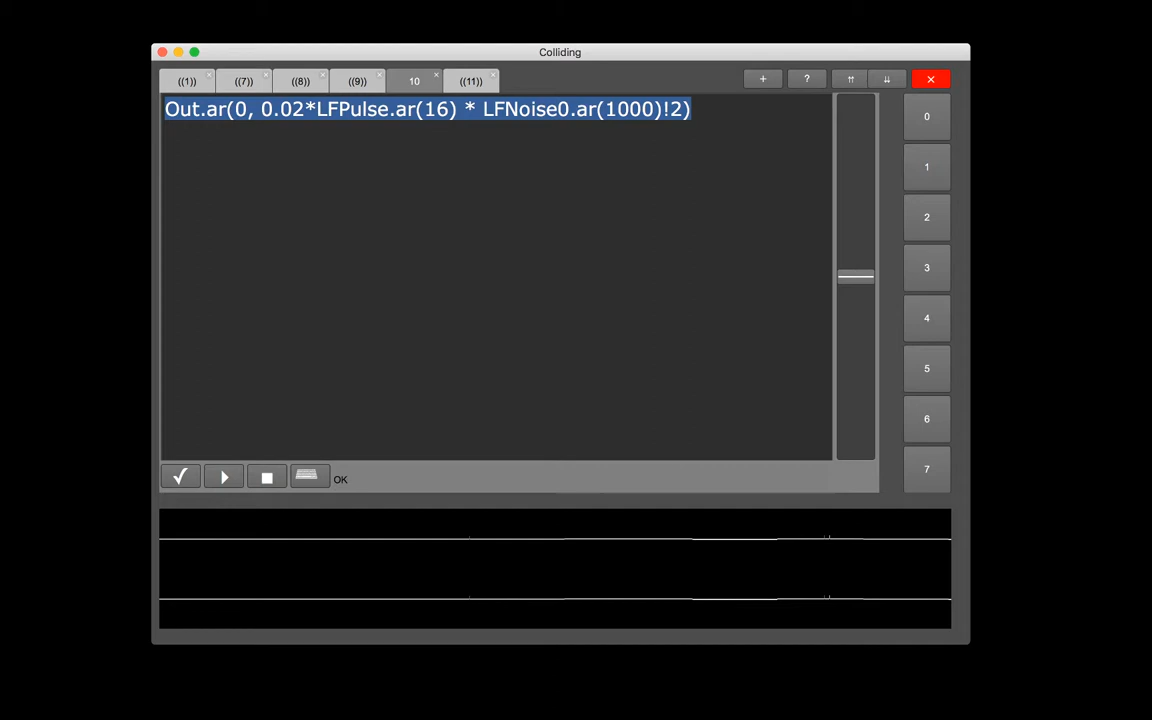 Colliding
((1)) ((7)) ((8)) ((9)) 10 ((11)) + ?
Out.ar(0, 0.02*LFPulse.ar(16) * LFNoise0.ar(1000)!2)
0
1
2
3
4
5
6
7
OK